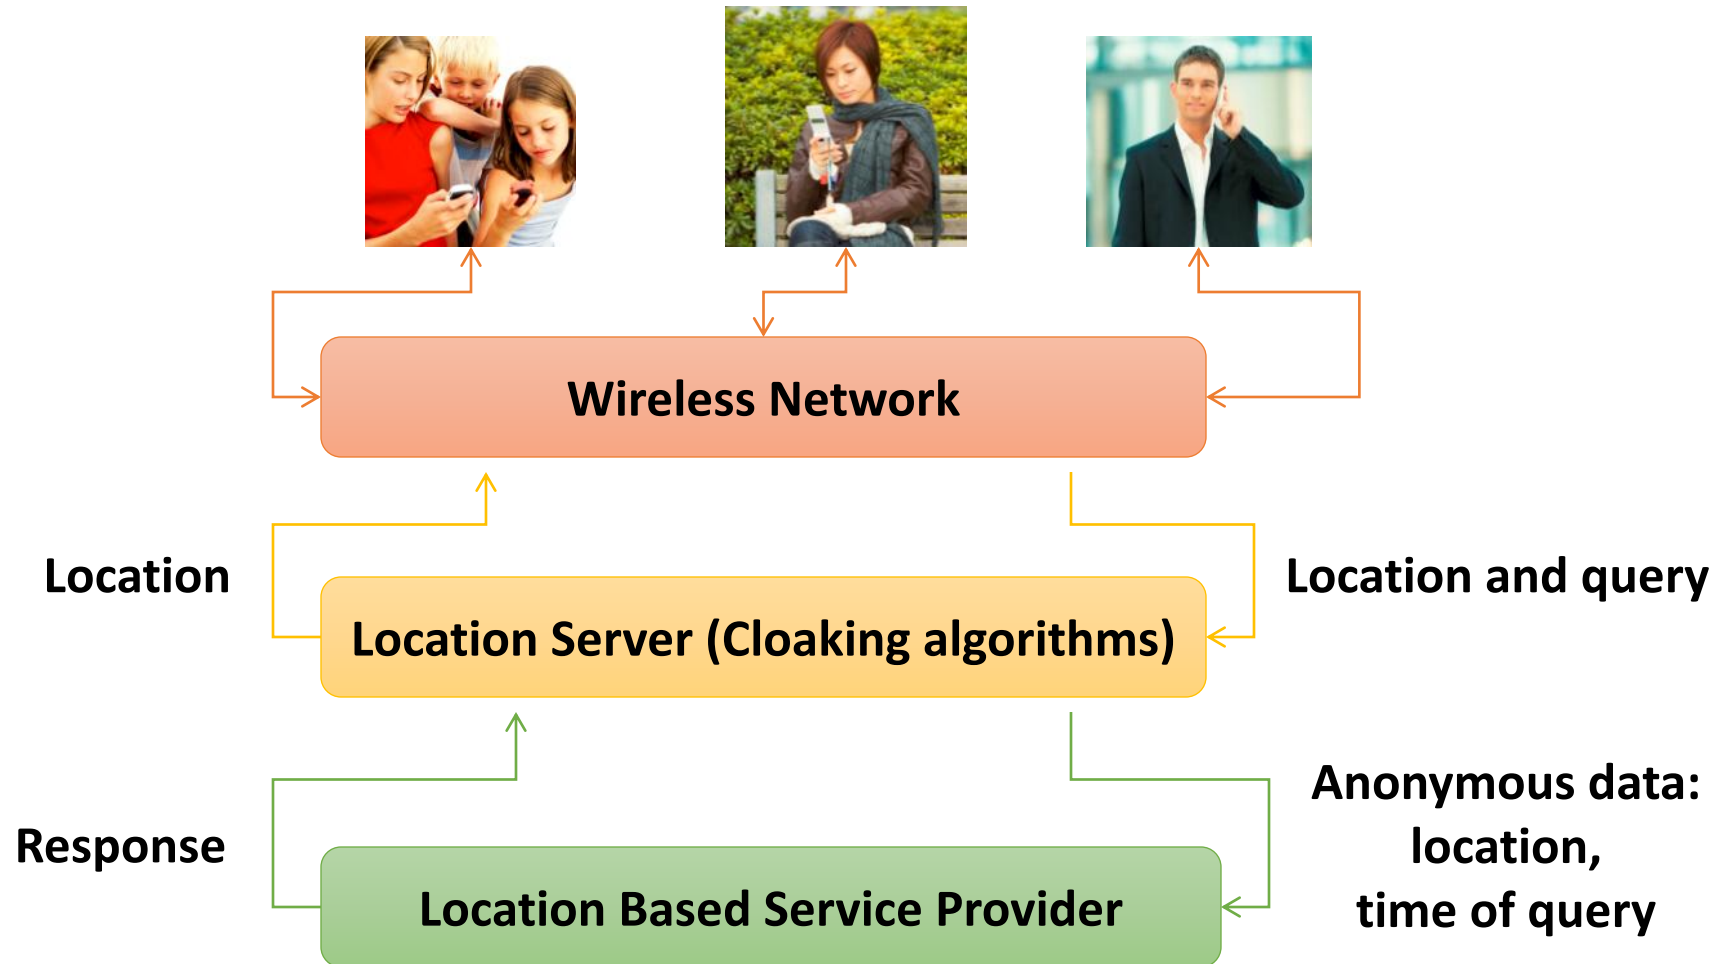 Wireless Network
Location
Location and query
Location Server (Cloaking algorithms)
Response
Anonymous data:
location,
time of query
Location Based Service Provider